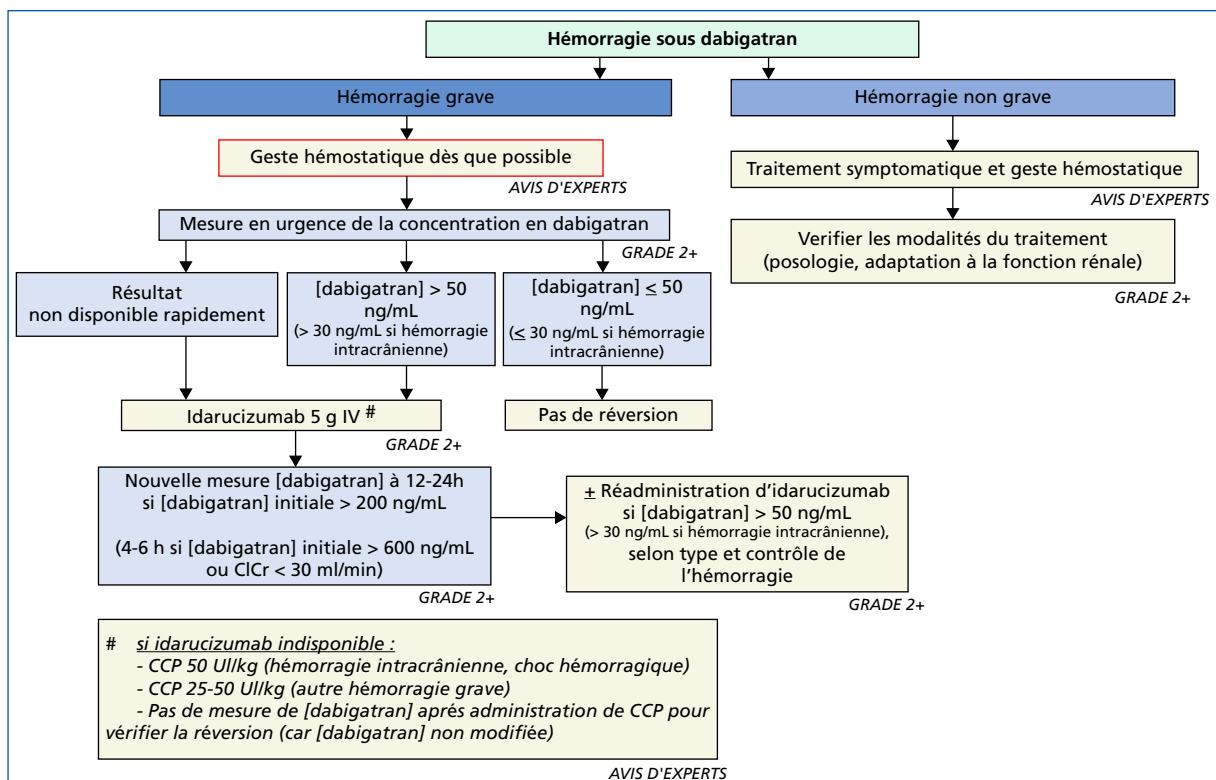 Hémorragie sous dabigatran
Hémorragie grave
Hémorragie non grave
Geste hémostatique dès que possible
AVIS D'EXPERTS
Traitement symptomatique et geste hémostatique
AVIS D'EXPERTS
Mesure en urgence de la concentration en dabigatran
GRADE 2+
Verifier les modalités du traitement
(posologie, adaptation à la fonction rénale)
GRADE 2+
Résultat
non disponible rapidement
[dabigatran] > 50
ng/mL
(> 30 ng/mL si hémorragie
intracrânienne)
[dabigatran] ≤ 50
ng/mL
(≤ 30 ng/mL si hémorragie
intracrânienne)
Idarucizumab 5 g IV #
GRADE 2+
Pas de réversion
Nouvelle mesure [dabigatran] à 12-24h
si [dabigatran] initiale > 200 ng/mL
(4-6 h si [dabigatran] initiale > 600 ng/mL
ou ClCr < 30 ml/min)
GRADE 2+
± Réadministration d'idarucizumab
si [dabigatran] > 50 ng/mL
(> 30 ng/mL si hémorragie intracrânienne),
selon type et contrôle de
l'hémorragie
GRADE 2+
# si idarucizumab indisponible :
- CCP 50 UI/kg (hémorragie intracrânienne, choc hémorragique)
- CCP 25-50 UI/kg (autre hémorragie grave)
- Pas de mesure de [dabigatran] aprés administration de CCP pour
vérifier la réversion (car [dabigatran] non modifiée)
AVIS D'EXPERTS